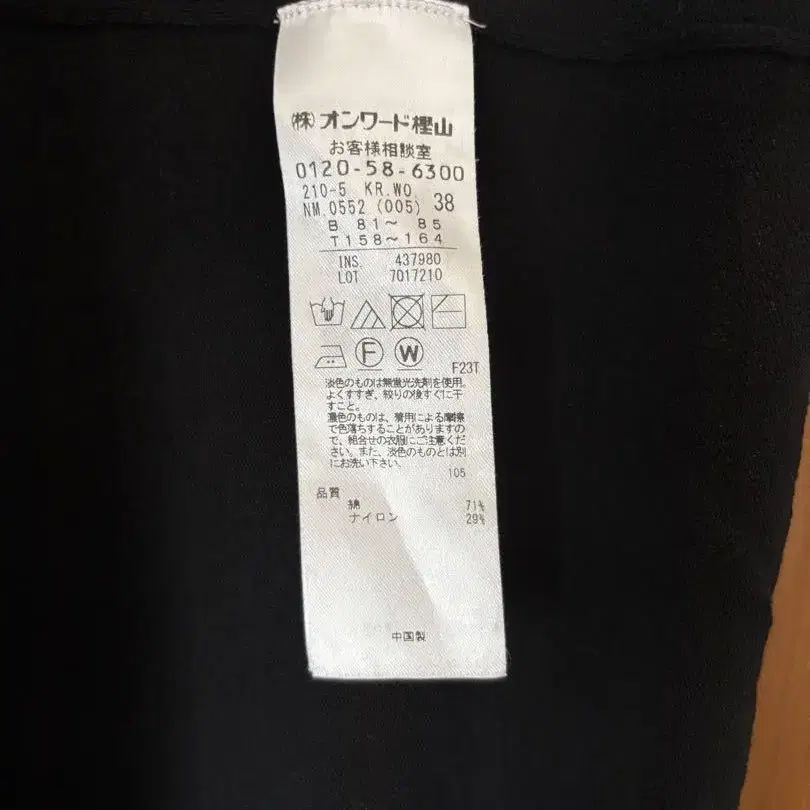 (株)オンワード樫山
お客様相談室
0120-58-6300
210-5 KR.WO.
NM.0552 (005) 38
B 81~ 85
T158~164
INS. 437980
LOT 7017210
F W
F23T
淡色のものは無蛍光洗剤を使用。
よくすすぎ、絞りの後すぐに干
すこと。
濃色のものは、着用による摩擦
で色落ちすることがありますの
で、組合せの衣服にご注意くだ
さい。また、淡色のものとは別
にお洗い下さい。
105
品質
綿 71%
ナイロン 29%
中国製